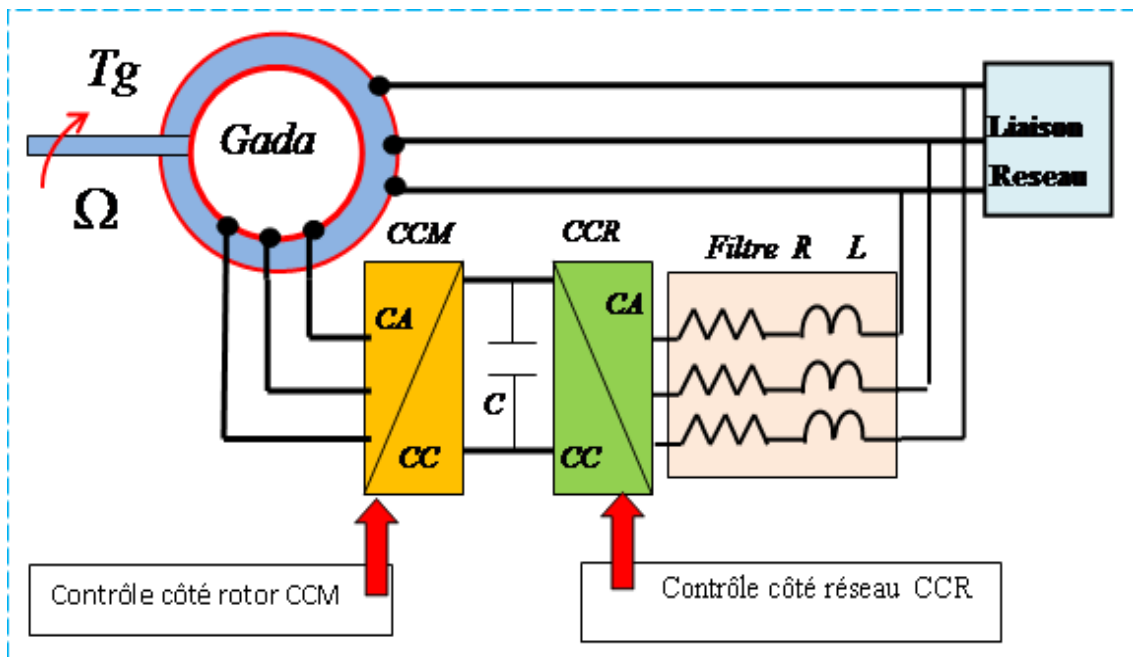 Tg
Gada
Ω
Liaison
Reseau
CCM
CCR
Filtre R L
CA
CC
C
CA
CC
Contrôle côté rotor CCM
Contrôle côté réseau CCR